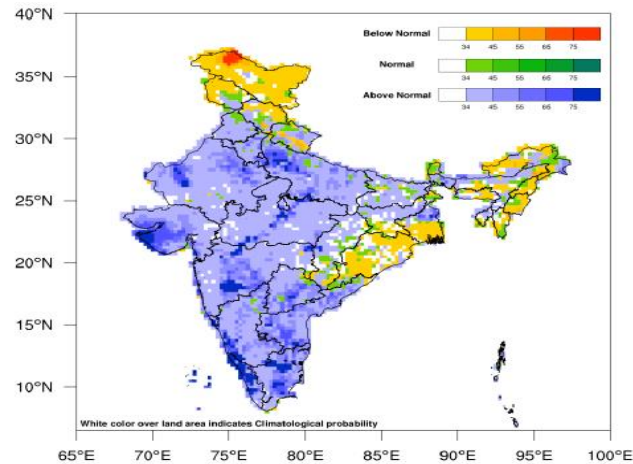 Below Normal
34 45 55 65 75
Normal
34 45 55 65 75
Above Normal
34 45 55 65 75
40°N
35°N
30°N
25°N
20°N
15°N
10°N
White color over land area indicates Climatological probability
65°E 70°E 75°E 80°E 85°E 90°E 95°E 100°E